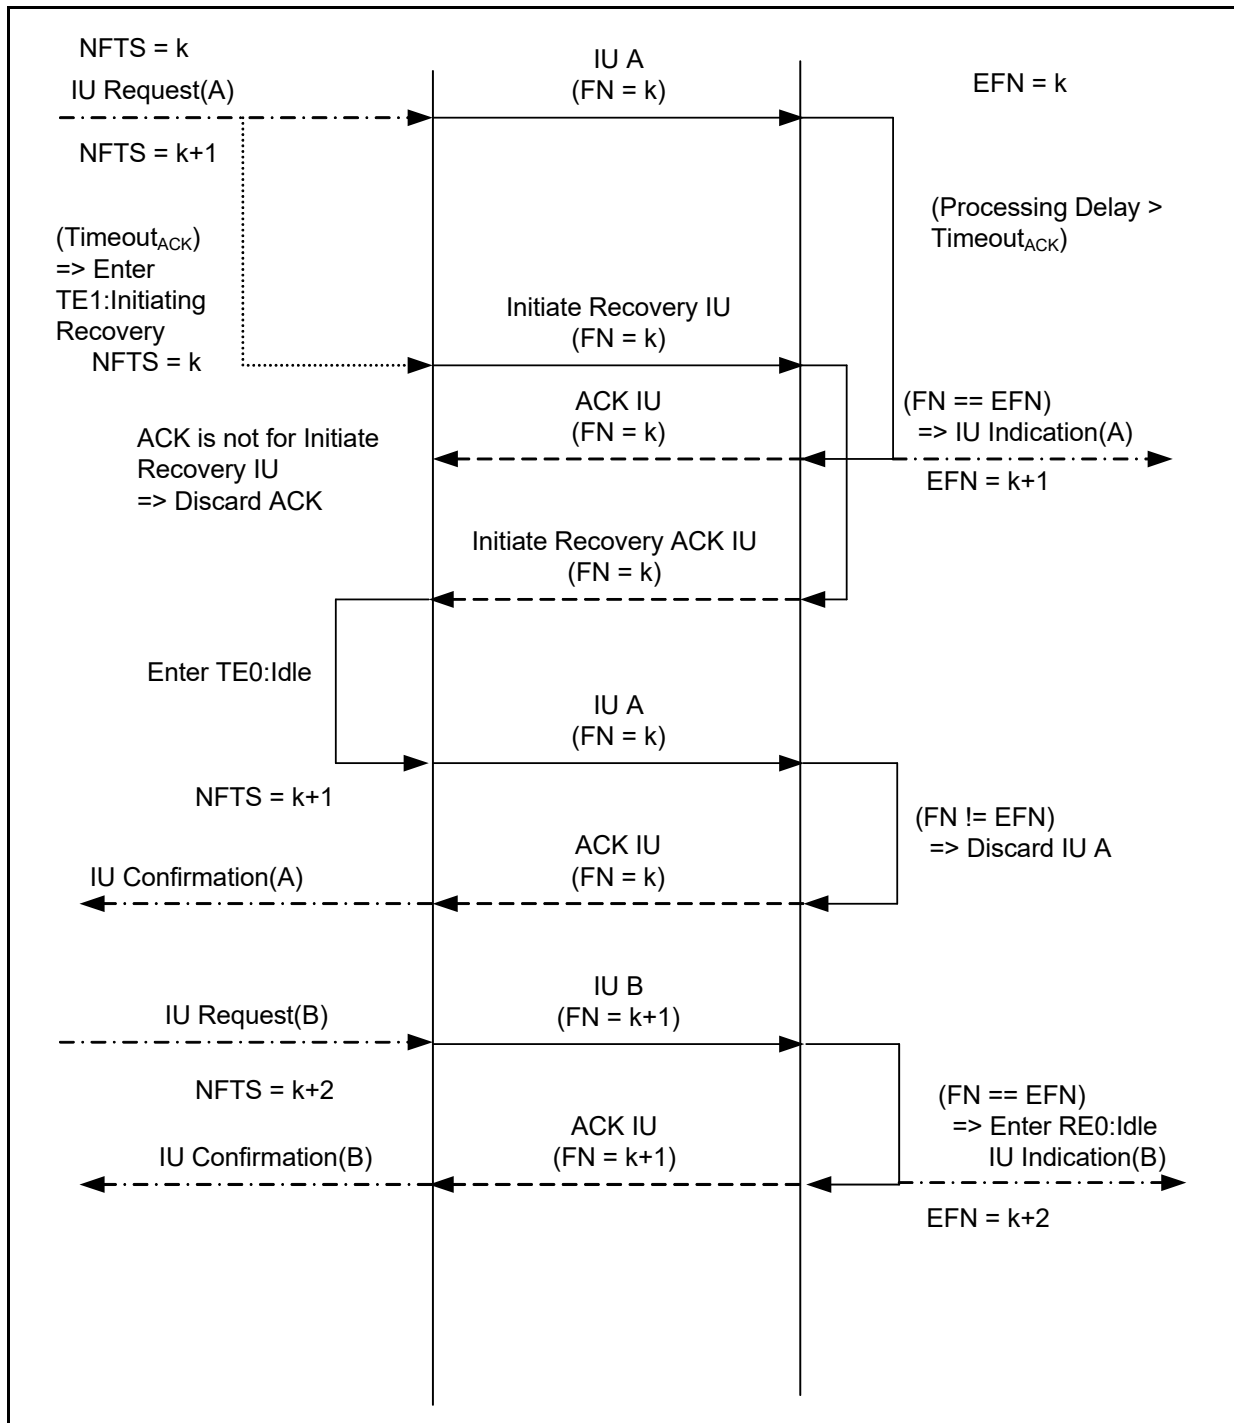 NFTS = k
IU Request(A)
IU A
(FN = k)
EFN = k
NFTS = k+1
(Processing Delay >
TimeoutACK)
(TimeoutACK)
=> Enter
TE1:Initiating
Recovery
NFTS = k
Initiate Recovery IU
(FN = k)
ACK IU
(FN = k)
(FN == EFN)
=> IU Indication(A)
EFN = k+1
ACK is not for Initiate
Recovery IU
=> Discard ACK
Initiate Recovery ACK IU
(FN = k)
Enter TE0:Idle
IU A
(FN = k)
NFTS = k+1
(FN != EFN)
=> Discard IU A
ACK IU
(FN = k)
IU Confirmation(A)
IU Request(B)
IU B
(FN = k+1)
NFTS = k+2
(FN == EFN)
=> Enter RE0:Idle
IU Indication(B)
ACK IU
(FN = k+1)
IU Confirmation(B)
EFN = k+2